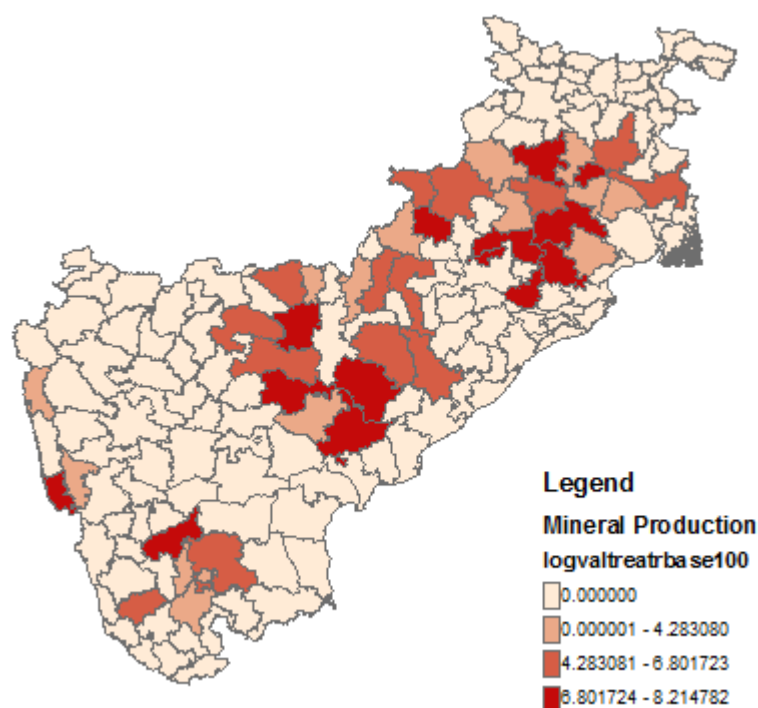 Legend
Mineral Production
logvaltreatrbase100
0.000000
0.000001 - 4.283080
4.283081 - 6.801723
6.801724 - 8.214782